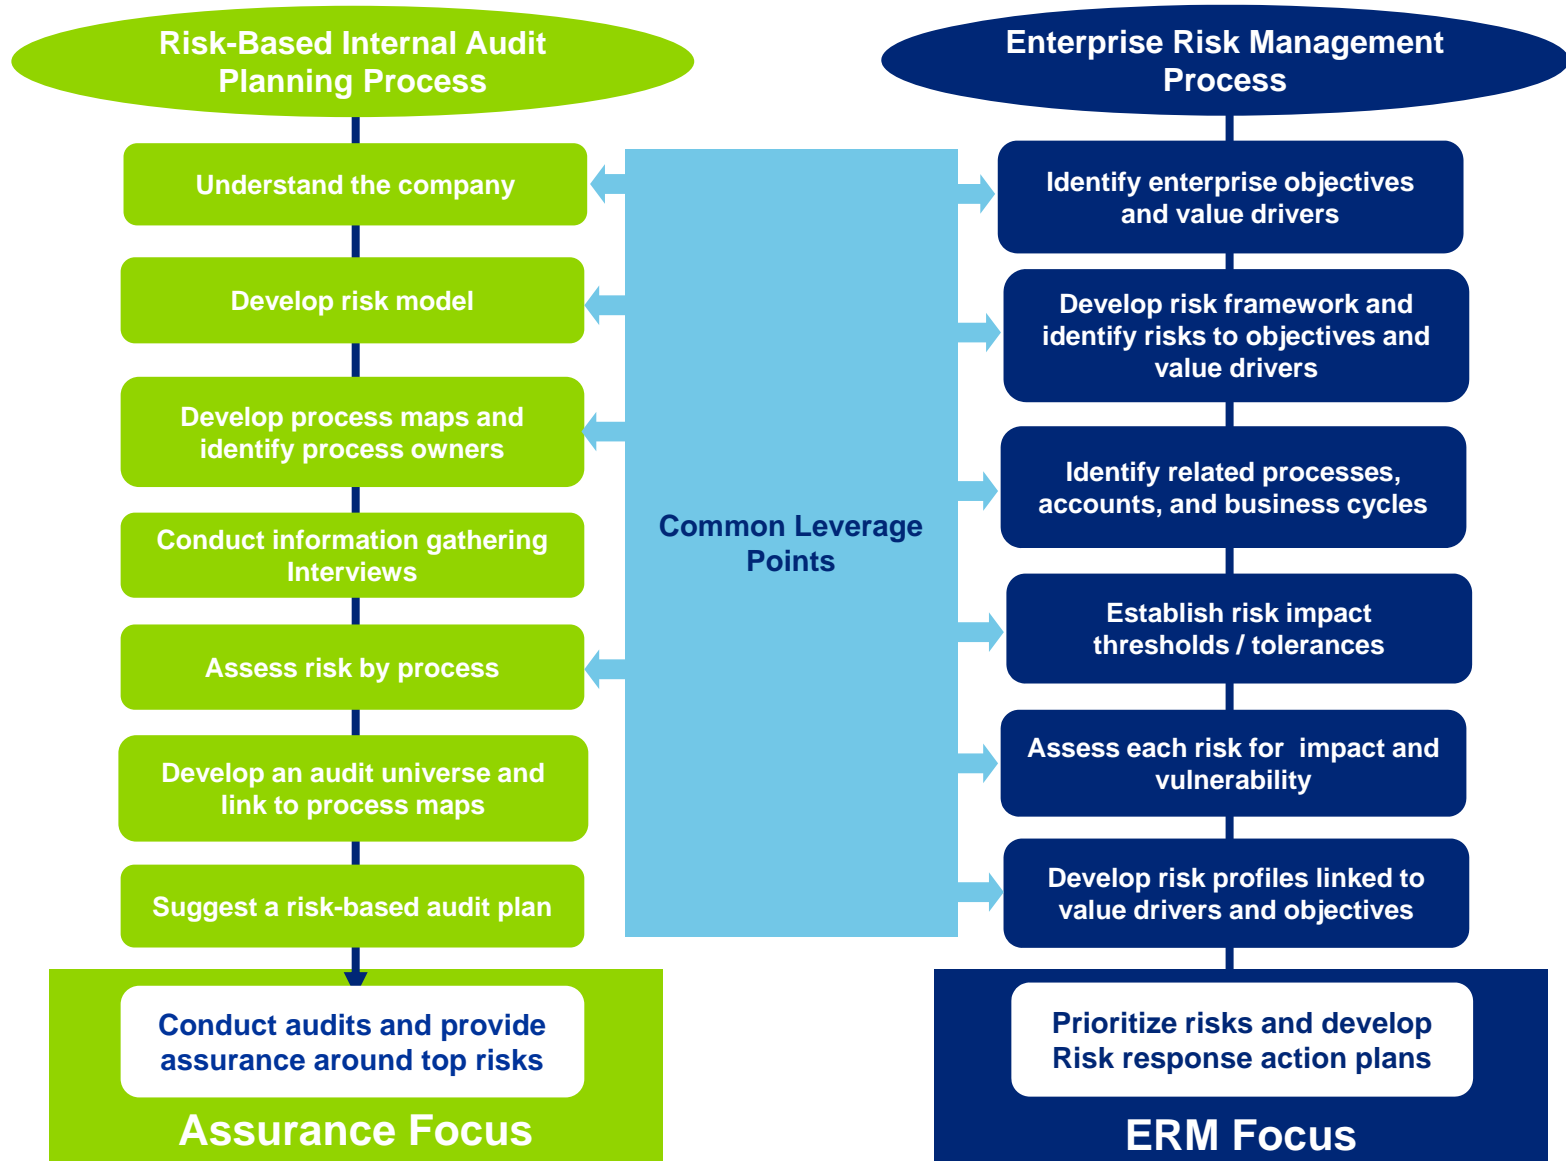 Risk-Based Internal Audit
Planning Process
Understand the company
Develop risk model
Develop process maps and
identify process owners
Conduct information gathering
Interviews
Assess risk by process
Develop an audit universe and
link to process maps
Suggest a risk-based audit plan
Conduct audits and provide
assurance around top risks
Assurance Focus
Common Leverage
Points
Enterprise Risk Management
Process
Identify enterprise objectives
and value drivers
Develop risk framework and
identify risks to objectives and
value drivers
Identify related processes,
accounts, and business cycles
Establish risk impact
thresholds / tolerances
Assess each risk for  impact and
vulnerability
Develop risk profiles linked to
value drivers and objectives
Prioritize risks and develop
Risk response action plans
ERM Focus